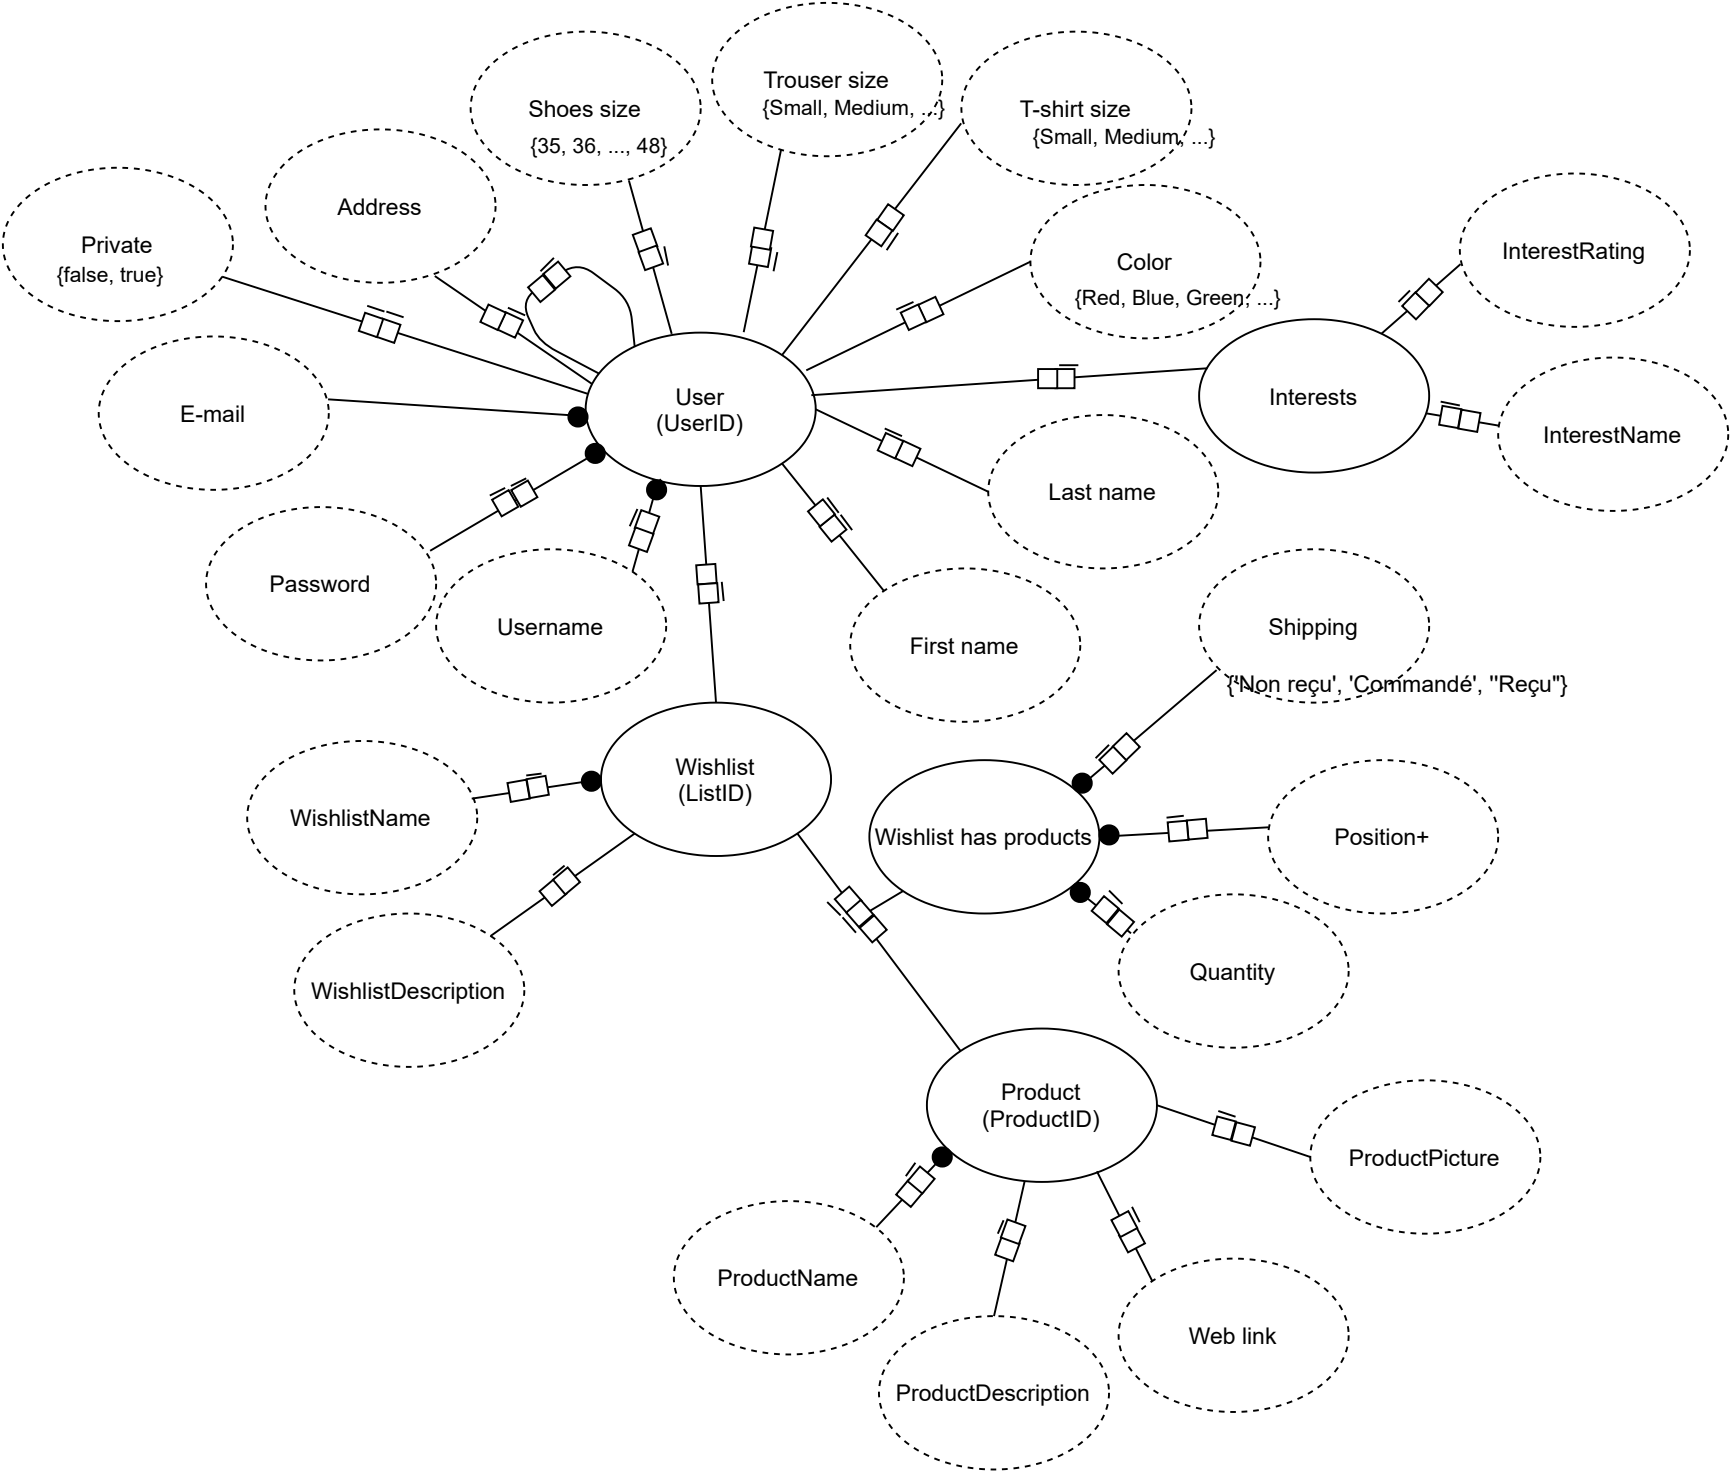 Trouser size
{Small, Medium, ...}
Shoes size
{35, 36, ..., 48}
T-shirt size
{Small, Medium, ...}
Address
Private
{false, true}
Color
{Red, Blue, Green, ...}
InterestRating
E-mail
User
(UserID)
Interests
InterestName
Last name
Password
Username
First name
Shipping
{'Non reçu', 'Commandé', ''Reçu"}
Wishlist
(ListID)
WishlistName
Wishlist has products
Position+
WishlistDescription
Quantity
Product
(ProductID)
ProductPicture
ProductName
Web link
ProductDescription